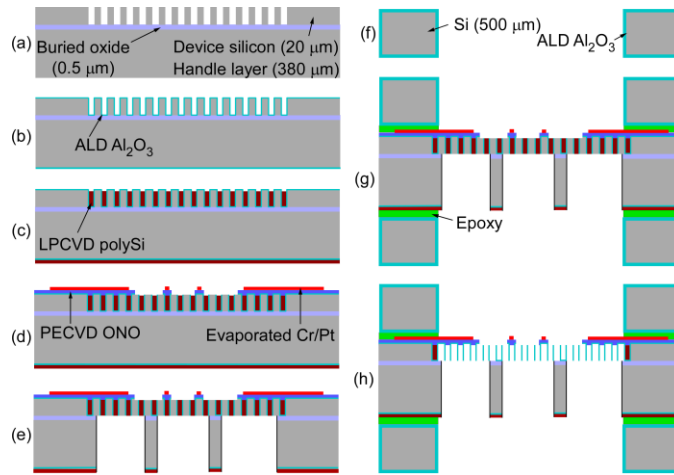 (a)
Buried oxide
(0.5 μm)
Device silicon (20 μm)
Handle layer (380 μm)
(b)
ALD Al₂O₃
(c)
LPCVD polySi
(d)
PECVD ONO
Evaporated Cr/Pt
(e)
(f)
Si (500 μm)
ALD Al₂O₃
(g)
Epoxy
(h)